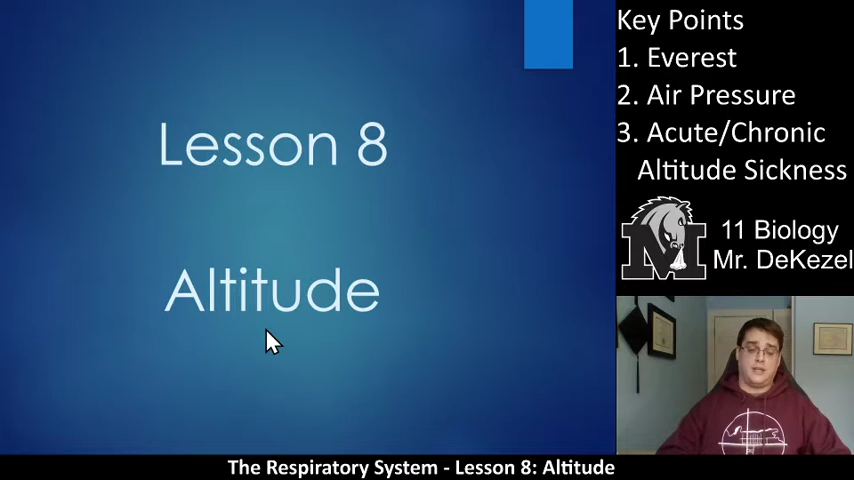 Lesson 8
Altitude
Key Points
1. Everest
2. Air Pressure
3. Acute/Chronic
Altitude Sickness
M
11 Biology
Mr. DeKezel
The Respiratory System - Lesson 8: Altitude